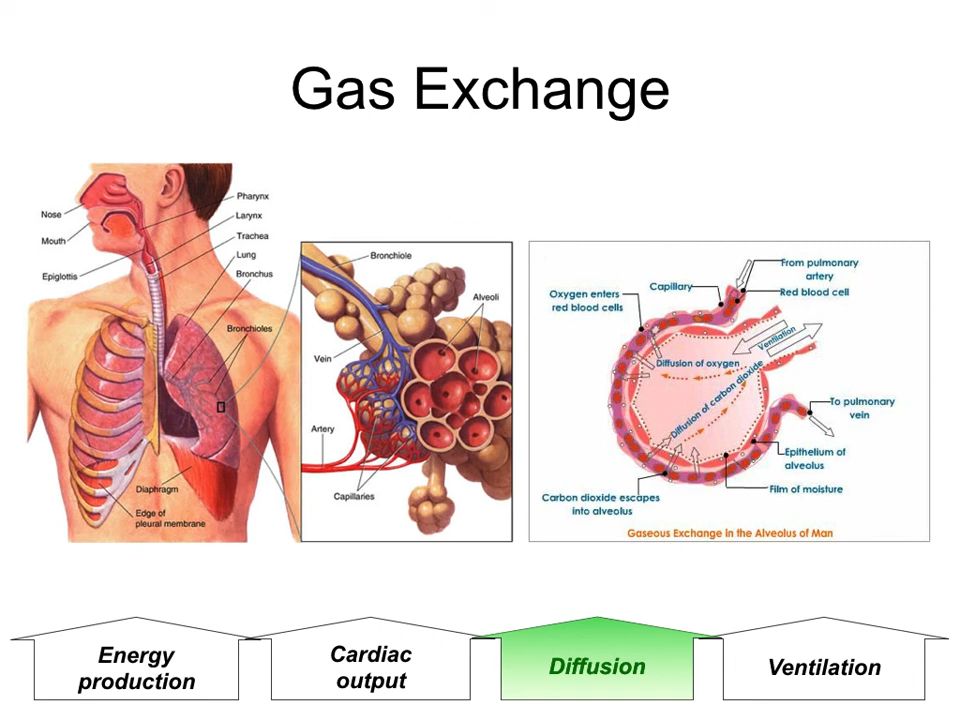 Gas Exchange
Nose
Mouth
Epiglottis
Pharynx
Larynx
Trachea
Lung
Bronchus
Bronchioles
Diaphragm
Edge of
pleural membrane
Bronchiole
Alveoli
Vein
Artery
Capillaries
From pulmonary
artery
Red blood cell
Capillary
Oxygen enters
red blood cells
Ventilation
Diffusion of oxygen
Diffusion of carbon dioxide
To pulmonary
vein
Epithelium of
alveolus
Film of moisture
Carbon dioxide escapes
into alveolus
Gaseous Exchange in the Alveolus of Man
Energy
production
Cardiac
output
Diffusion
Ventilation